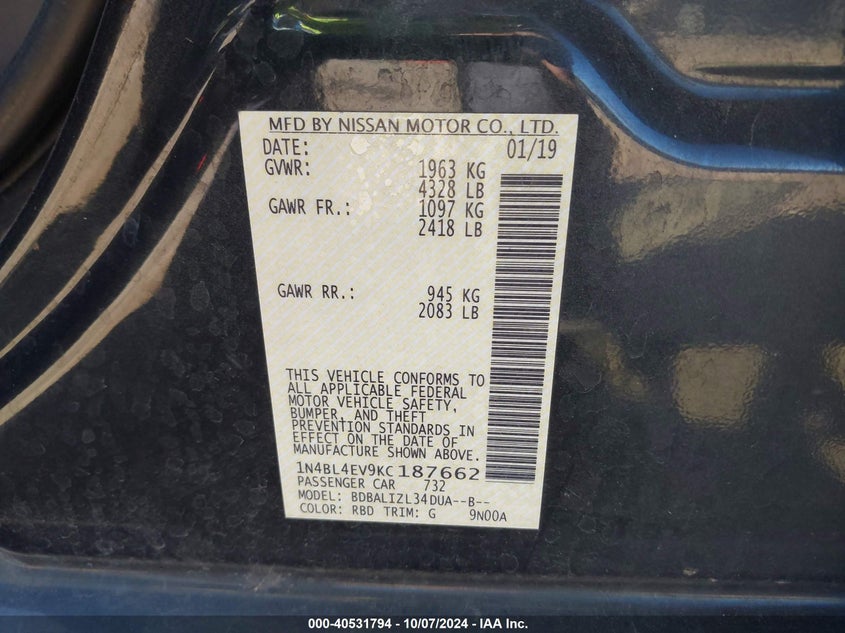 MFD BY NISSAN MOTOR CO., LTD.
DATE: 01/19
GVWR: 1963 KG
4328 LB
GAWR FR.: 1097 KG
2418 LB
GAWR RR.: 945 KG
2083 LB
THIS VEHICLE CONFORMS TO
ALL APPLICABLE FEDERAL
MOTOR VEHICLE SAFETY,
BUMPER, AND THEFT
PREVENTION STANDARDS IN
EFFECT ON THE DATE OF
MANUFACTURE SHOWN ABOVE.
1N4BL4EV9KC187662
PASSENGER CAR 732
MODEL: BDBALIZL34DUA--B--
COLOR: RBD TRIM: G 9N00A
000-40531794 - 10/07/2024 - IAA Inc.